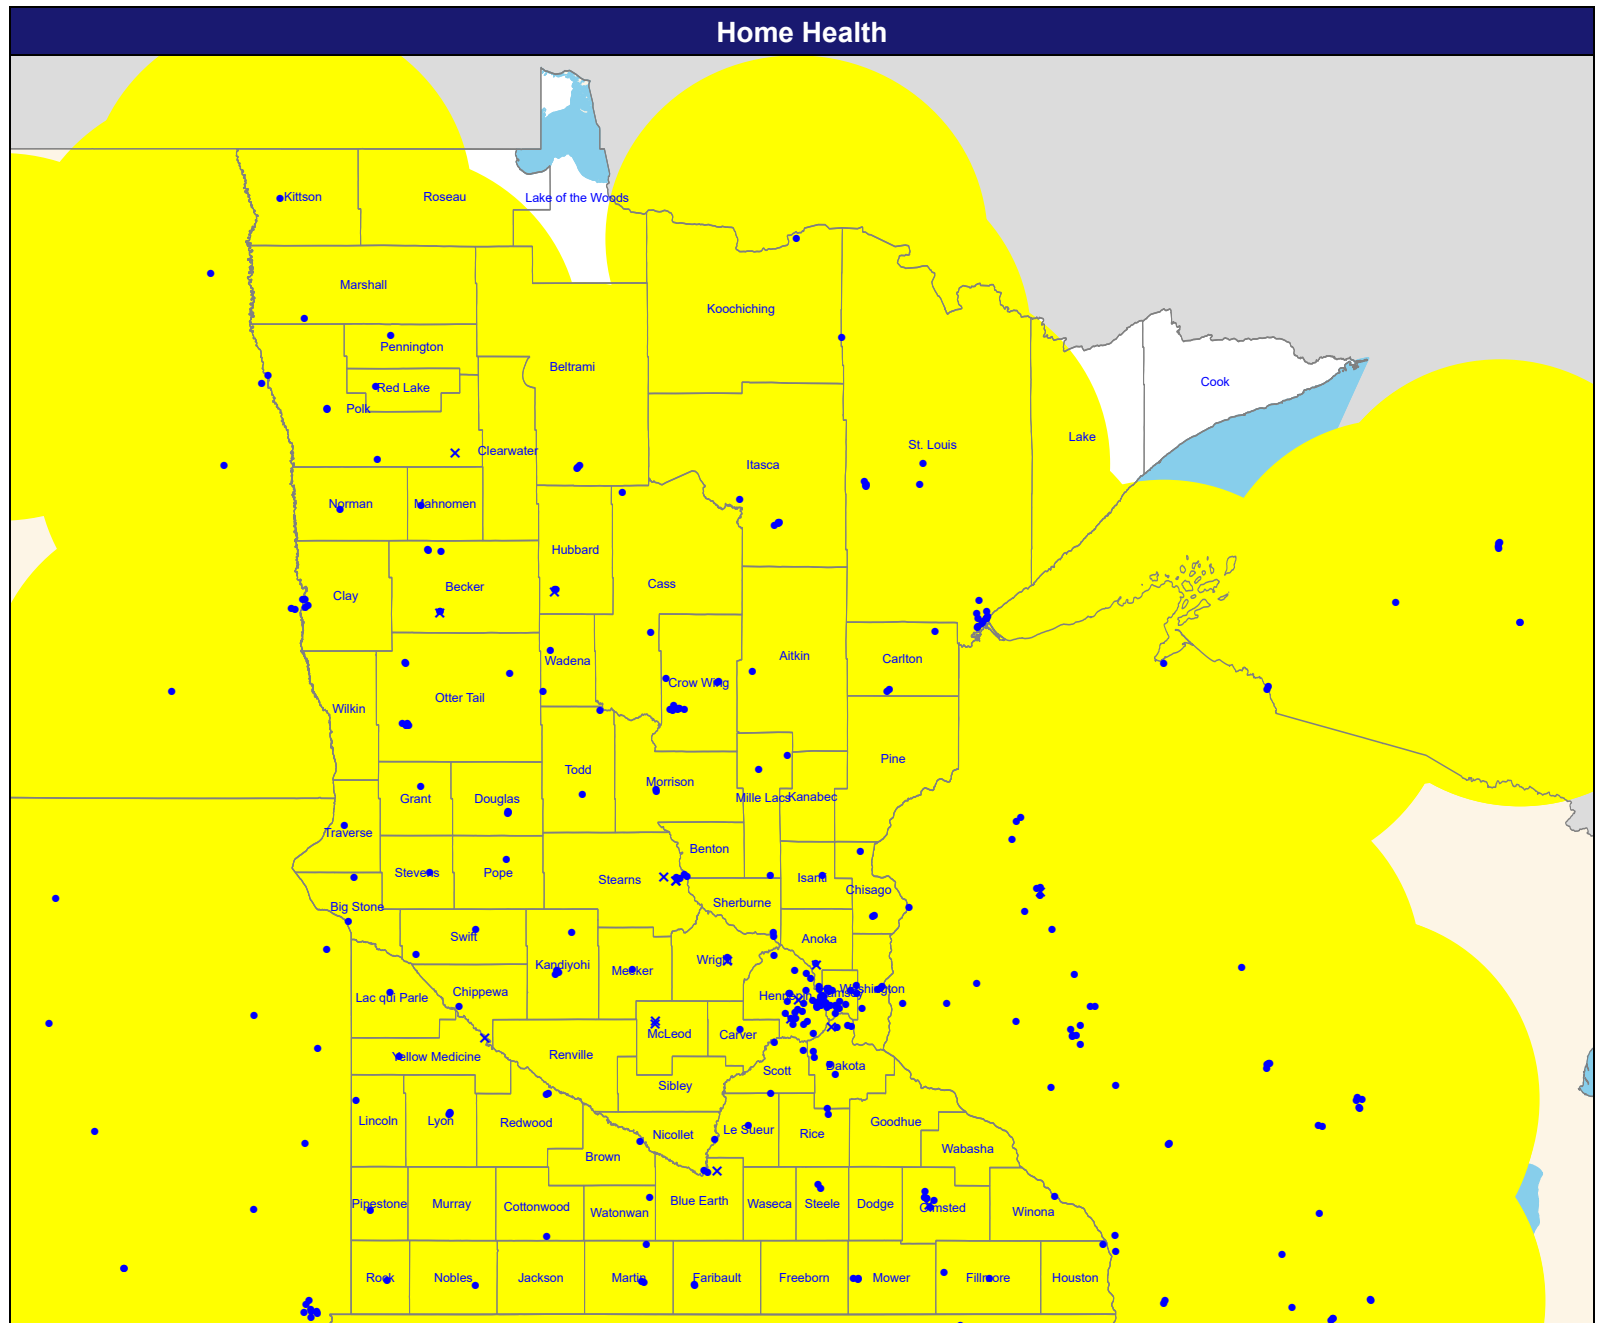 Home Health
Kittson
Roseau
Lake of the Woods
Marshall
Koochiching
Pennington
Beltrami
Red Lake
Cook
Polk
Lake
St. Louis
Clearwater
Itasca
Norman
Mahnomen
Hubbard
Cass
Becker
Clay
Aitkin
Carlton
Wadena
Crow Wing
Otter Tail
Wilkin
Pine
Todd
Morrison
Grant
Douglas
Mille Lacs
Kanabec
Traverse
Benton
Stevens
Pope
Stearns
Isanti
Chisago
Sherburne
Big Stone
Swift
Anoka
Wright
Kandiyohi
Meeker
Chippewa
Lac qui Parle
Hennepin
Ramsey
Washington
McLeod
Carver
Yellow Medicine
Renville
Scott
Dakota
Sibley
Lincoln
Lyon
Redwood
Goodhue
Le Sueur
Rice
Nicollet
Wabasha
Brown
Pipestone
Murray
Cottonwood
Watonwan
Blue Earth
Waseca
Steele
Dodge
Olmsted
Winona
Rock
Nobles
Jackson
Martin
Faribault
Freeborn
Mower
Fillmore
Houston